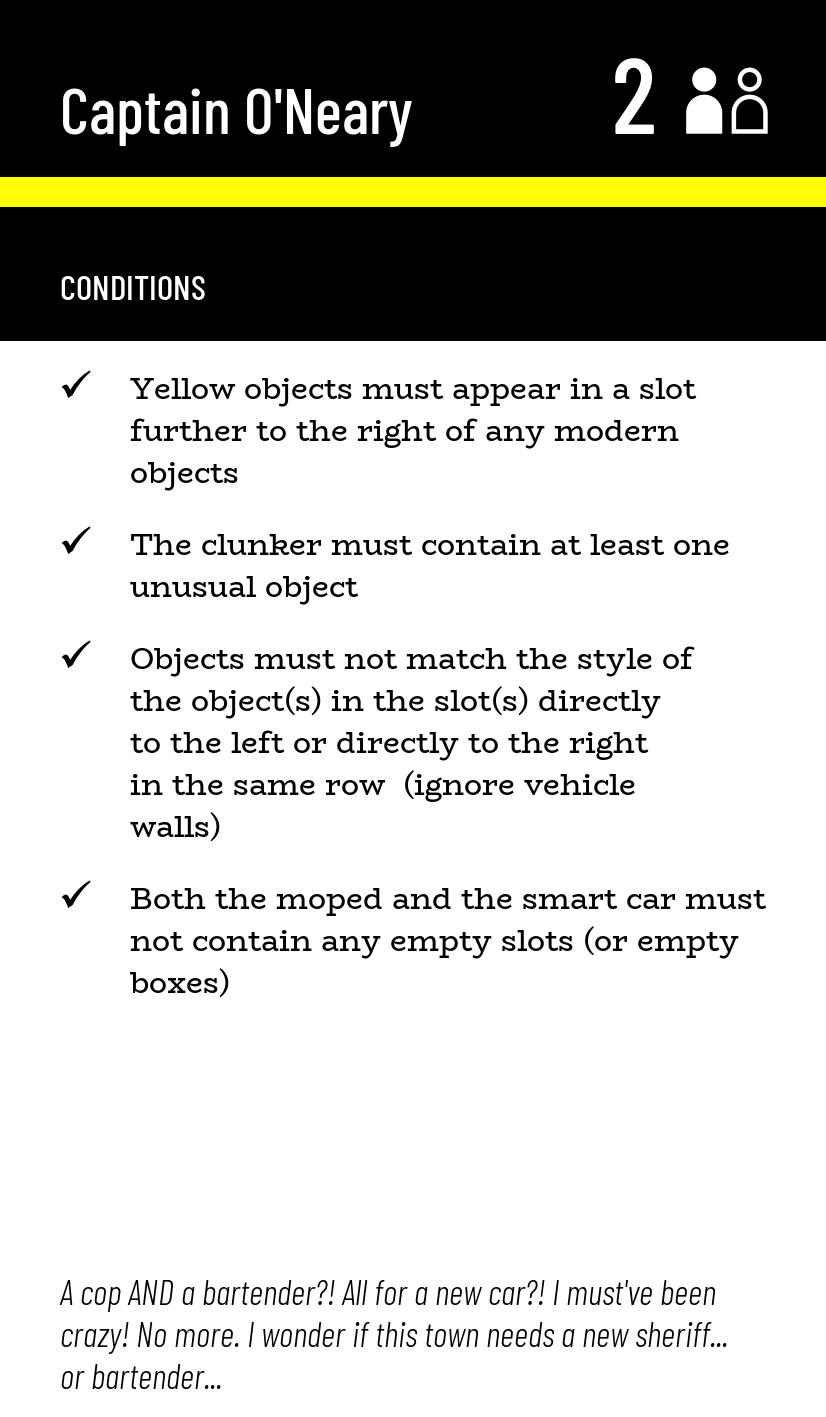 Captain O'Neary 2
CONDITIONS
✓ Yellow objects must appear in a slot
further to the right of any modern
objects
✓ The clunker must contain at least one
unusual object
✓ Objects must not match the style of
the object(s) in the slot(s) directly
to the left or directly to the right
in the same row (ignore vehicle
walls)
✓ Both the moped and the smart car must
not contain any empty slots (or empty
boxes)
A cop AND a bartender?! All for a new car?! I must've been
crazy! No more. I wonder if this town needs a new sheriff...
or bartender...